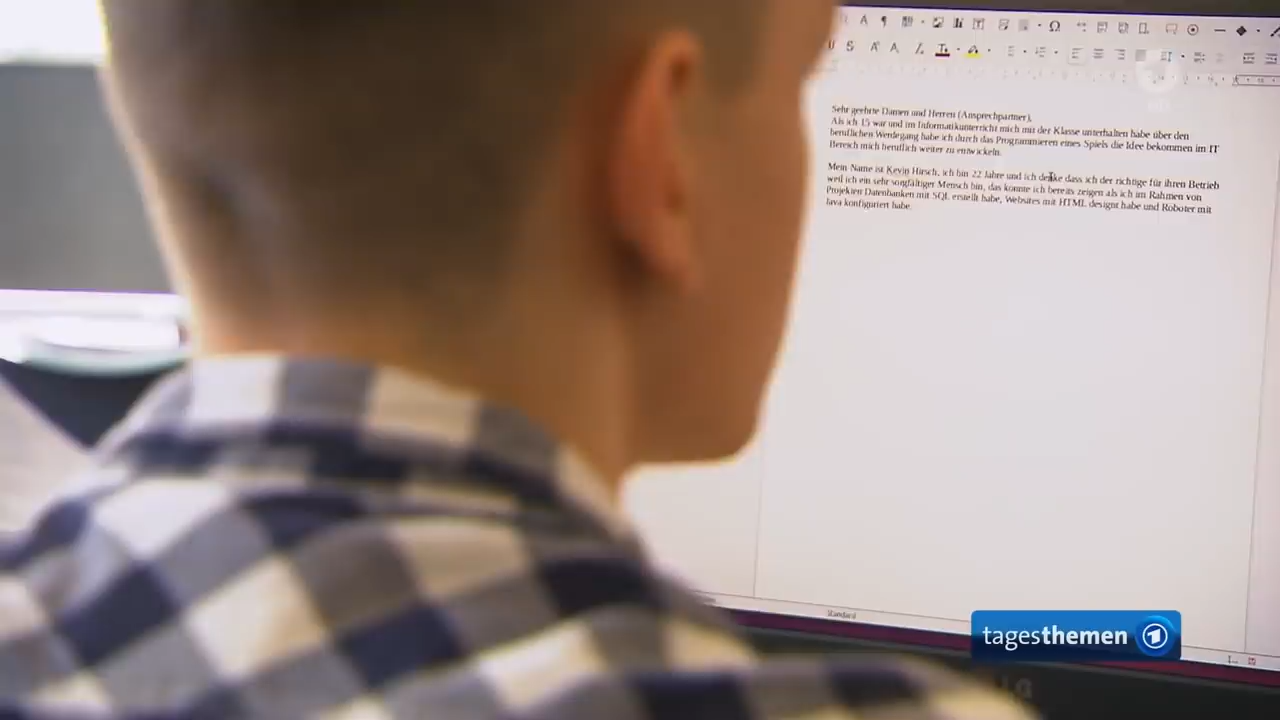 Sehr geehrte Damen und Herren (Ansprechpartner),
Als ich 15 war und im Informatikunterricht mich mit der Klasse unterhalten habe über den
beruflichen Werdegang habe ich durch das Programmieren eines Spiels die Idee bekommen im IT
Bereich mich beruflich weiter zu entwickeln.
Mein Name ist Kevin Hirsch, ich bin 22 Jahre und ich denke dass ich der richtige für ihren Betrieb
weil ich ein sehr sorgfältiger Mensch bin, das konnte ich bereits zeigen als ich im Rahmen von
Projekten Datenbanken mit SQL erstellt habe, Websites mit HTML designt habe und Roboter mit
Java konfiguriert habe.
Standard
tagesthemen